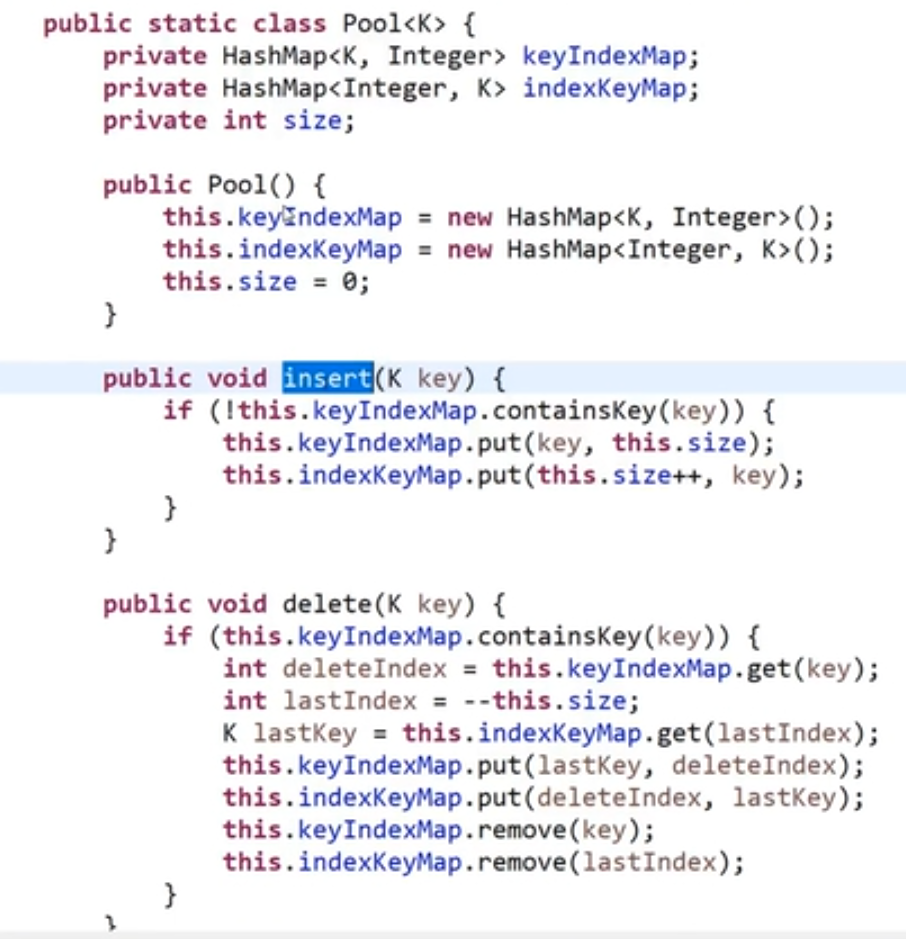 public static class Pool<K> {
    private HashMap<K, Integer> keyIndexMap;
    private HashMap<Integer, K> indexKeyMap;
    private int size;

    public Pool() {
        this.keyIndexMap = new HashMap<K, Integer>();
        this.indexKeyMap = new HashMap<Integer, K>();
        this.size = 0;
    }

    public void insert(K key) {
        if (!this.keyIndexMap.containsKey(key)) {
            this.keyIndexMap.put(key, this.size);
            this.indexKeyMap.put(this.size++, key);
        }
    }

    public void delete(K key) {
        if (this.keyIndexMap.containsKey(key)) {
            int deleteIndex = this.keyIndexMap.get(key);
            int lastIndex = --this.size;
            K lastKey = this.indexKeyMap.get(lastIndex);
            this.keyIndexMap.put(lastKey, deleteIndex);
            this.indexKeyMap.put(deleteIndex, lastKey);
            this.keyIndexMap.remove(key);
            this.indexKeyMap.remove(lastIndex);
        }
    }